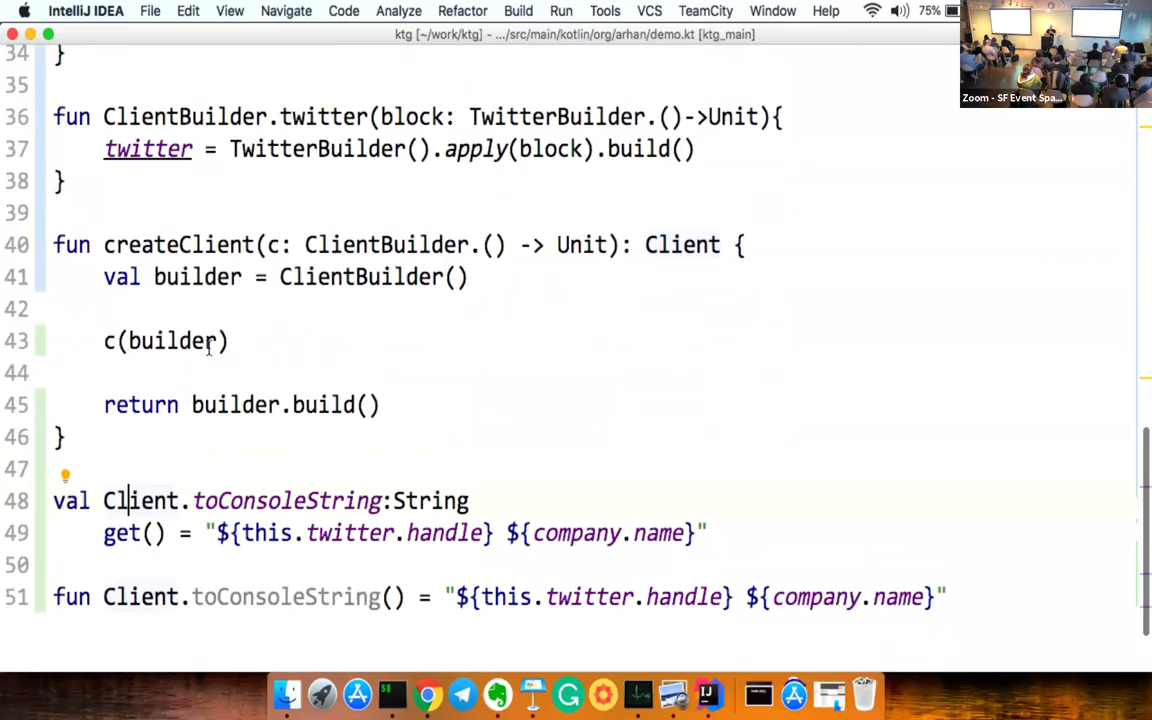 IntelliJ IDEA File Edit View Navigate Code Analyze Refactor Build Run Tools VCS TeamCity Window Help 75%
ktg [~/work/ktg] - .../src/main/kotlin/org/arhan/demo.kt [ktg_main]
Zoom - SF Event Spa...
34 }
35
36 fun ClientBuilder.twitter(block: TwitterBuilder.()->Unit){
37 twitter = TwitterBuilder().apply(block).build()
38 }
39
40 fun createClient(c: ClientBuilder.() -> Unit): Client {
41 val builder = ClientBuilder()
42
43 c(builder)
44
45 return builder.build()
46 }
47
48 val Client.toConsoleString:String
49 get() = "${this.twitter.handle} ${company.name}"
50
51 fun Client.toConsoleString() = "${this.twitter.handle} ${company.name}"